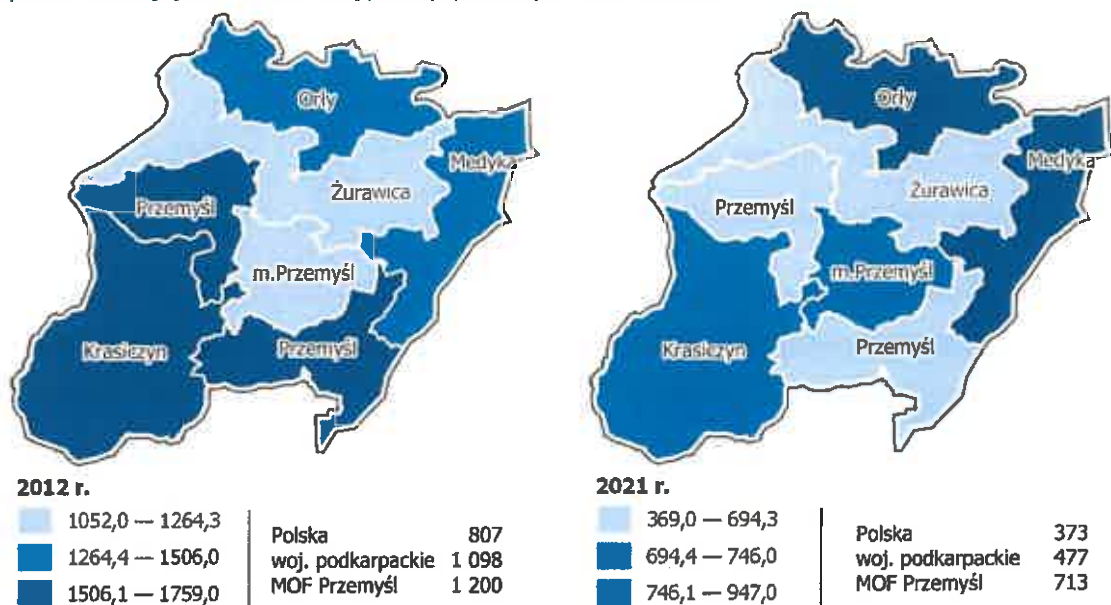 Orły
Medyka
Żurawica
Przemyśl
m.Przemyśl
Krasiczyn
Przemyśl
2012 r.
1052,0 — 1264,3
1264,4 — 1506,0
1506,1 — 1759,0
Polska 807
woj. podkarpackie 1 098
MOF Przemyśl 1 200
Orły
Medyka
Żurawica
Przemyśl
m.Przemyśl
Krasiczyn
Przemyśl
2021 r.
369,0 — 694,3
694,4 — 746,0
746,1 — 947,0
Polska 373
woj. podkarpackie 477
MOF Przemyśl 713